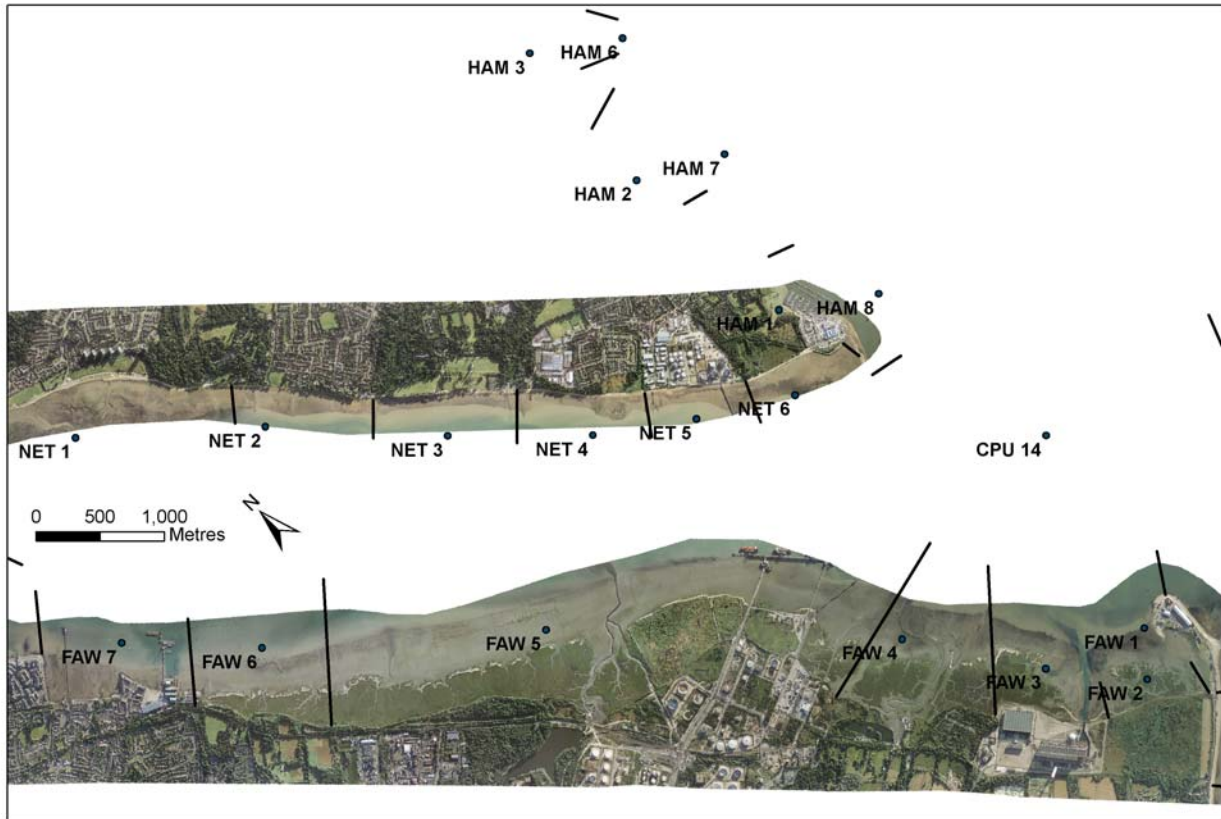 HAM 6
HAM 3
HAM 7
HAM 2
HAM 8
HAM 1
NET 6
NET 5
NET 1
NET 2
NET 3
NET 4
CPU 14
N
0 500 1,000
Metres
FAW 7
FAW 6
FAW 5
FAW 4
FAW 3
FAW 1
FAW 2